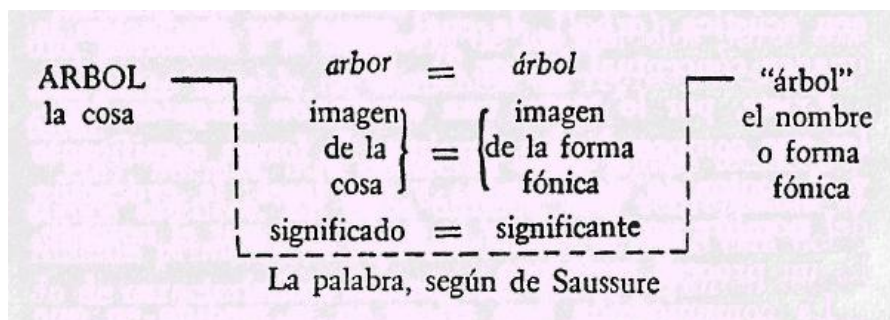 ARBOL
la cosa
arbor = árbol
imagen de la cosa = imagen de la forma fónica
significado = significante
“árbol”
el nombre
o forma
fónica
La palabra, según de Saussure